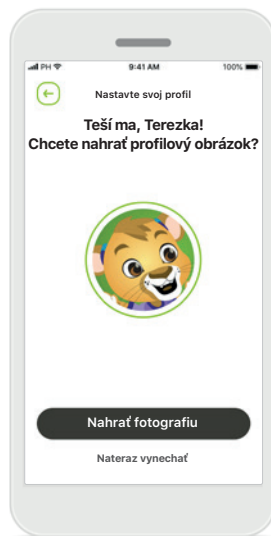 PH 9:41 AM 100%
Nastavte svoj profil
Teší ma, Terezka!
Chcete nahrať profilový obrázok?
Nahrať fotografiu
Nateraz vynechať